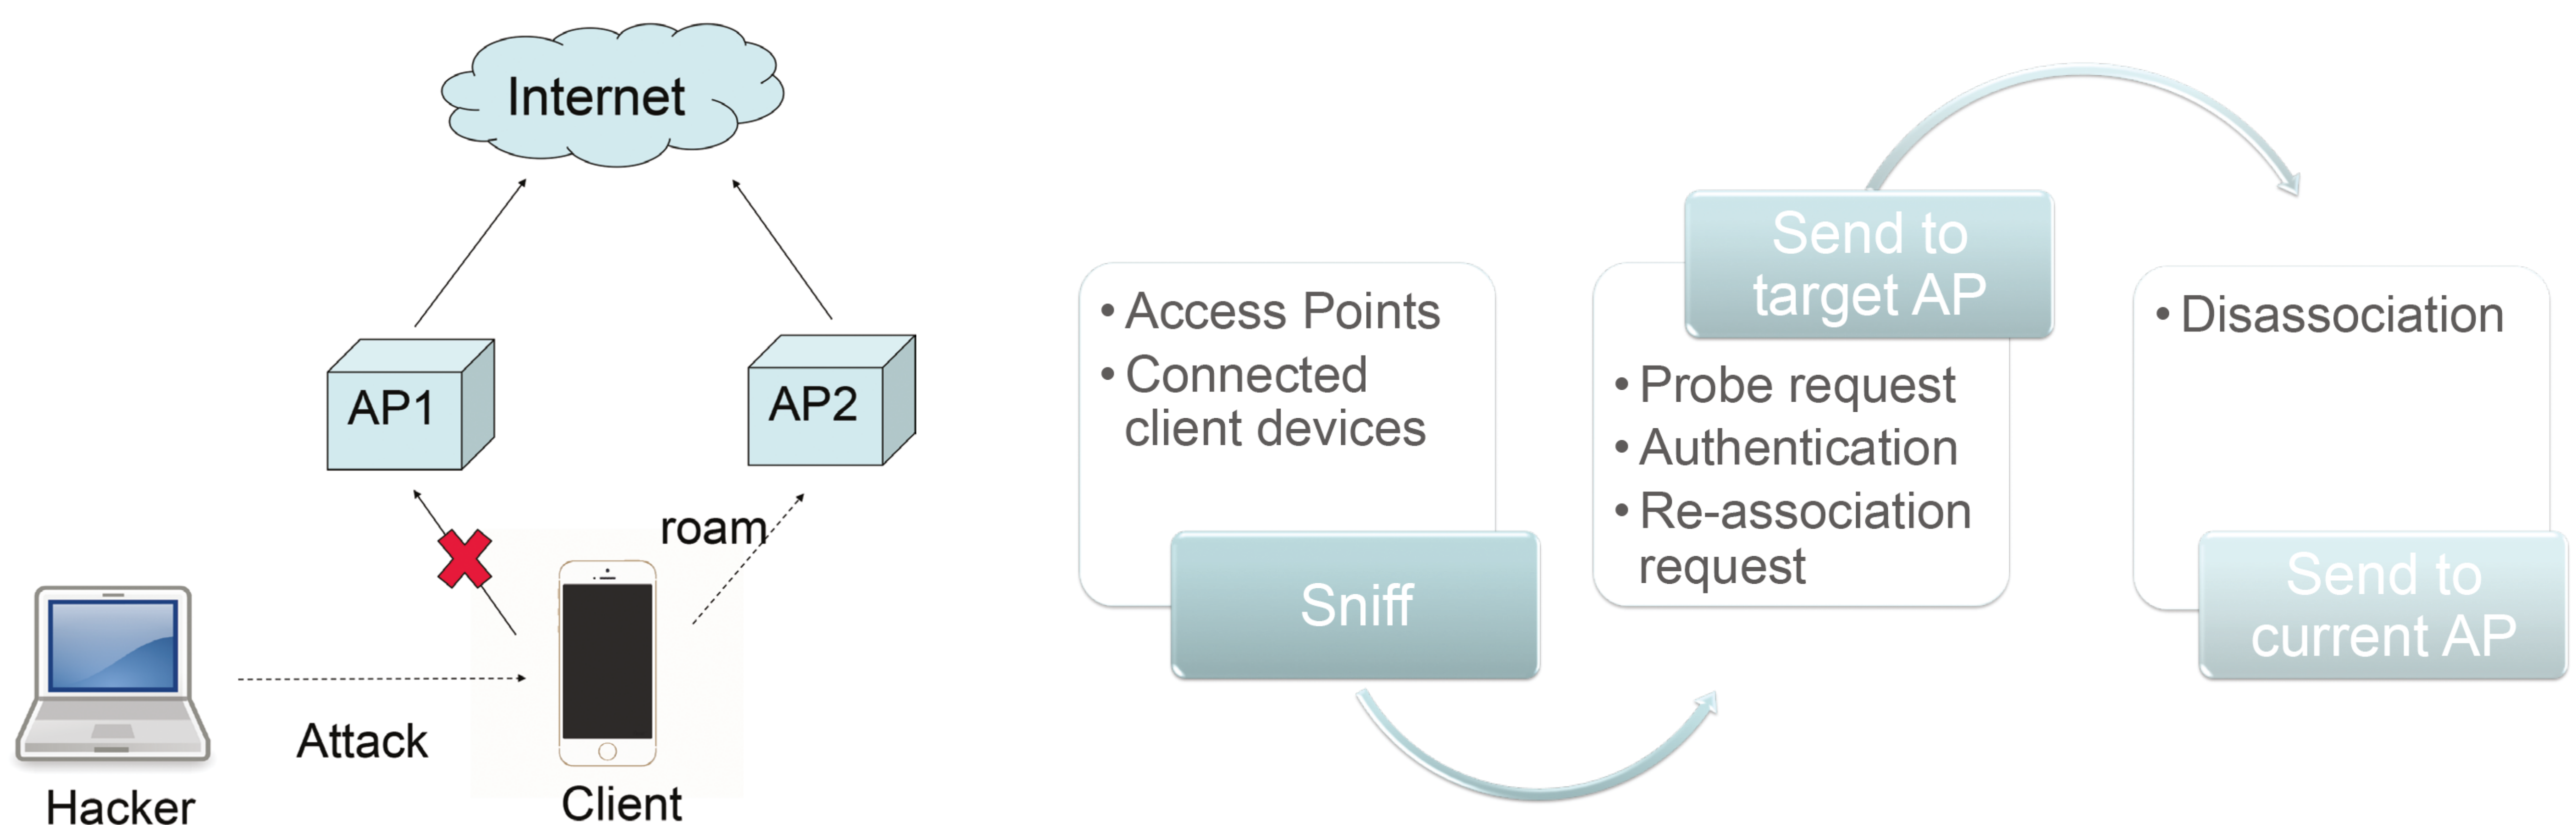 Internet
AP1
AP2
roam
Attack
Hacker
Client
• Access Points
• Connected
client devices
Sniff
Send to
target AP
• Probe request
• Authentication
• Re-association
request
• Disassociation
Send to
current AP